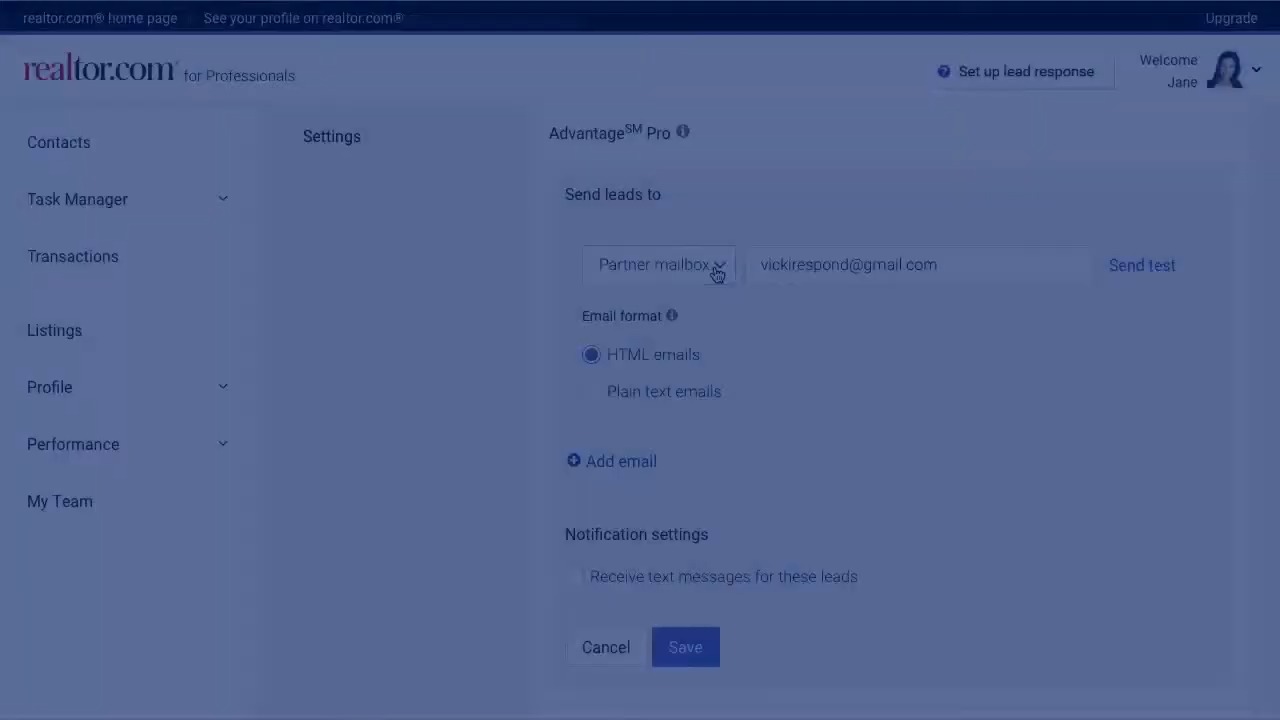 realtor.com® home page See your profile on realtor.com® Upgrade
realtor.com® for Professionals
Set up lead response
Welcome
Jane
Contacts
Task Manager
Transactions
Listings
Profile
Performance
My Team
Settings
Advantage℠ Pro
Send leads to
Partner mailbox vickirespond@gmail.com Send test
Email format
HTML emails
Plain text emails
Add email
Notification settings
Receive text messages for these leads
Cancel Save